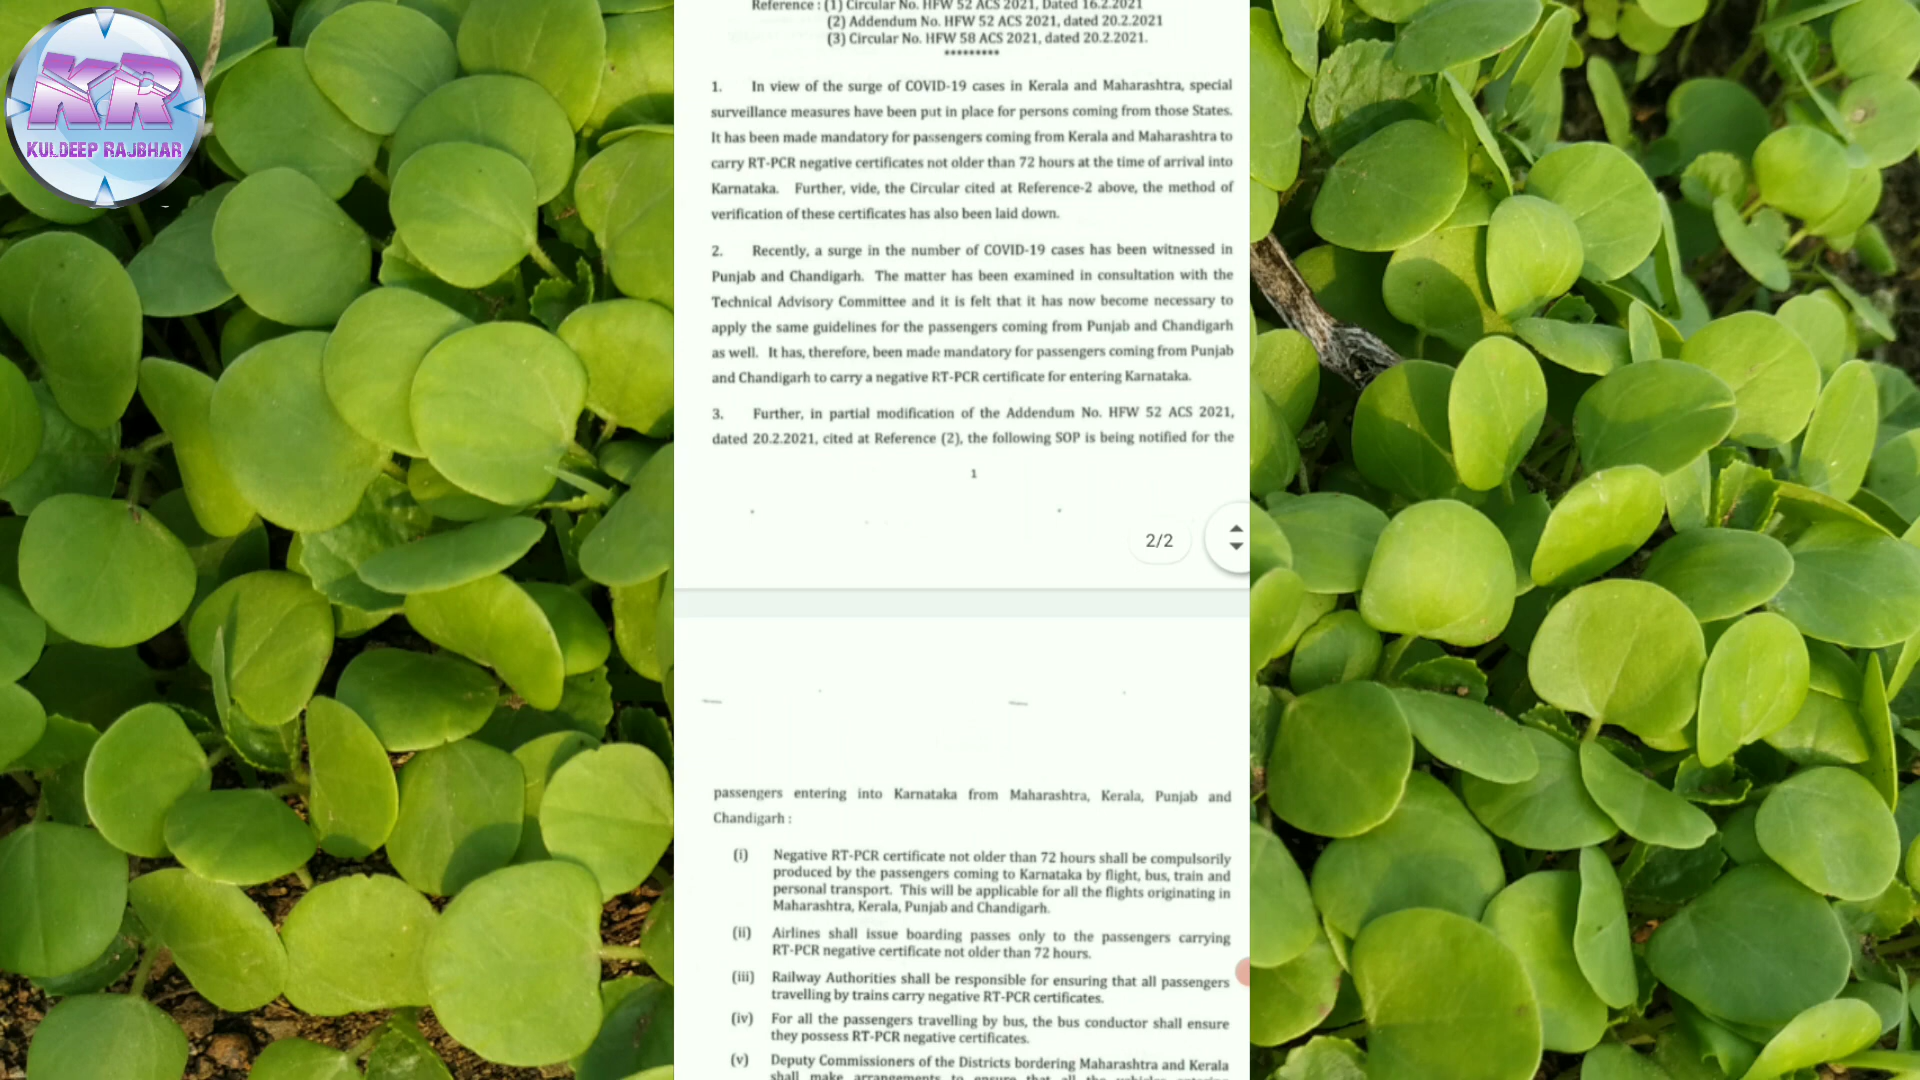 KR
KULDEEP RAJBHAR
Reference : (1) Circular No. HFW 52 ACS 2021, Dated 16.2.2021
(2) Addendum No. HFW 52 ACS 2021, dated 20.2.2021
(3) Circular No. HFW 58 ACS 2021, dated 20.2.2021.
*********
1. In view of the surge of COVID-19 cases in Kerala and Maharashtra, special
surveillance measures have been put in place for persons coming from those States.
It has been made mandatory for passengers coming from Kerala and Maharashtra to
carry RT-PCR negative certificates not older than 72 hours at the time of arrival into
Karnataka. Further, vide, the Circular cited at Reference-2 above, the method of
verification of these certificates has also been laid down.
2. Recently, a surge in the number of COVID-19 cases has been witnessed in
Punjab and Chandigarh. The matter has been examined in consultation with the
Technical Advisory Committee and it is felt that it has now become necessary to
apply the same guidelines for the passengers coming from Punjab and Chandigarh
as well. It has, therefore, been made mandatory for passengers coming from Punjab
and Chandigarh to carry a negative RT-PCR certificate for entering Karnataka.
3. Further, in partial modification of the Addendum No. HFW 52 ACS 2021,
dated 20.2.2021, cited at Reference (2), the following SOP is being notified for the
1
2/2
passengers entering into Karnataka from Maharashtra, Kerala, Punjab and
Chandigarh :
(i) Negative RT-PCR certificate not older than 72 hours shall be compulsorily
produced by the passengers coming to Karnataka by flight, bus, train and
personal transport. This will be applicable for all the flights originating in
Maharashtra, Kerala, Punjab and Chandigarh.
(ii) Airlines shall issue boarding passes only to the passengers carrying
RT-PCR negative certificate not older than 72 hours.
(iii) Railway Authorities shall be responsible for ensuring that all passengers
travelling by trains carry negative RT-PCR certificates.
(iv) For all the passengers travelling by bus, the bus conductor shall ensure
they possess RT-PCR negative certificates.
(v) Deputy Commissioners of the Districts bordering Maharashtra and Kerala
shall make arrangements to ensure that all the vehicles entering